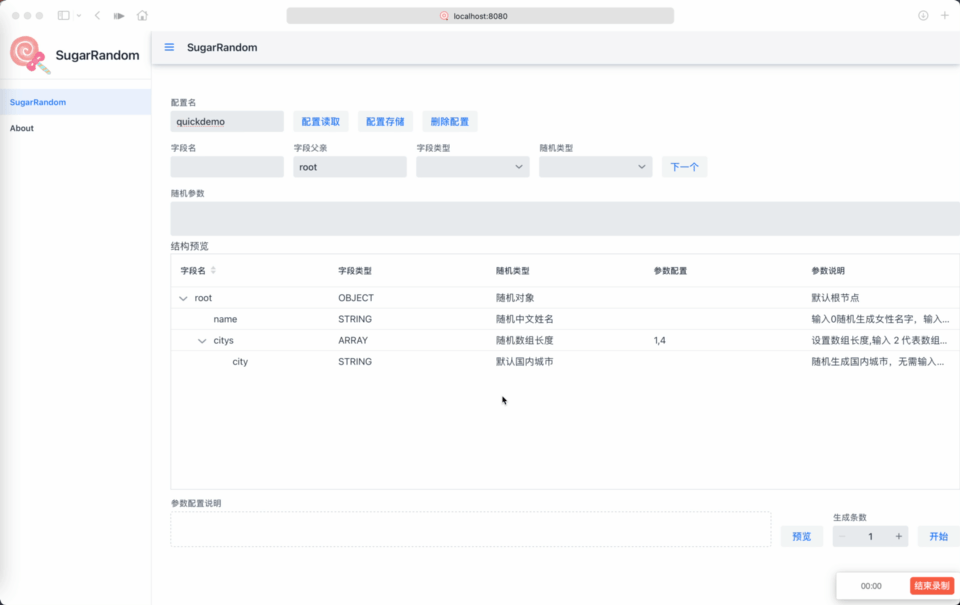 localhost:8080
SugarRandom
SugarRandom
SugarRandom
About
配置名
quickdemo
配置读取
配置存储
删除配置
字段名
字段父亲
字段类型
随机类型
root
下一个
随机参数
结构预览
字段名 字段类型 随机类型 参数配置 参数说明
root OBJECT 随机对象 默认根节点
name STRING 随机中文姓名 输入0随机生成女性名字，输入...
citys ARRAY 随机数组长度 1,4 设置数组长度,输入 2 代表数组...
city STRING 默认国内城市 随机生成国内城市，无需输入...
参数配置说明
生成条数
预览
- 1 +
开始
00:00
结束录制